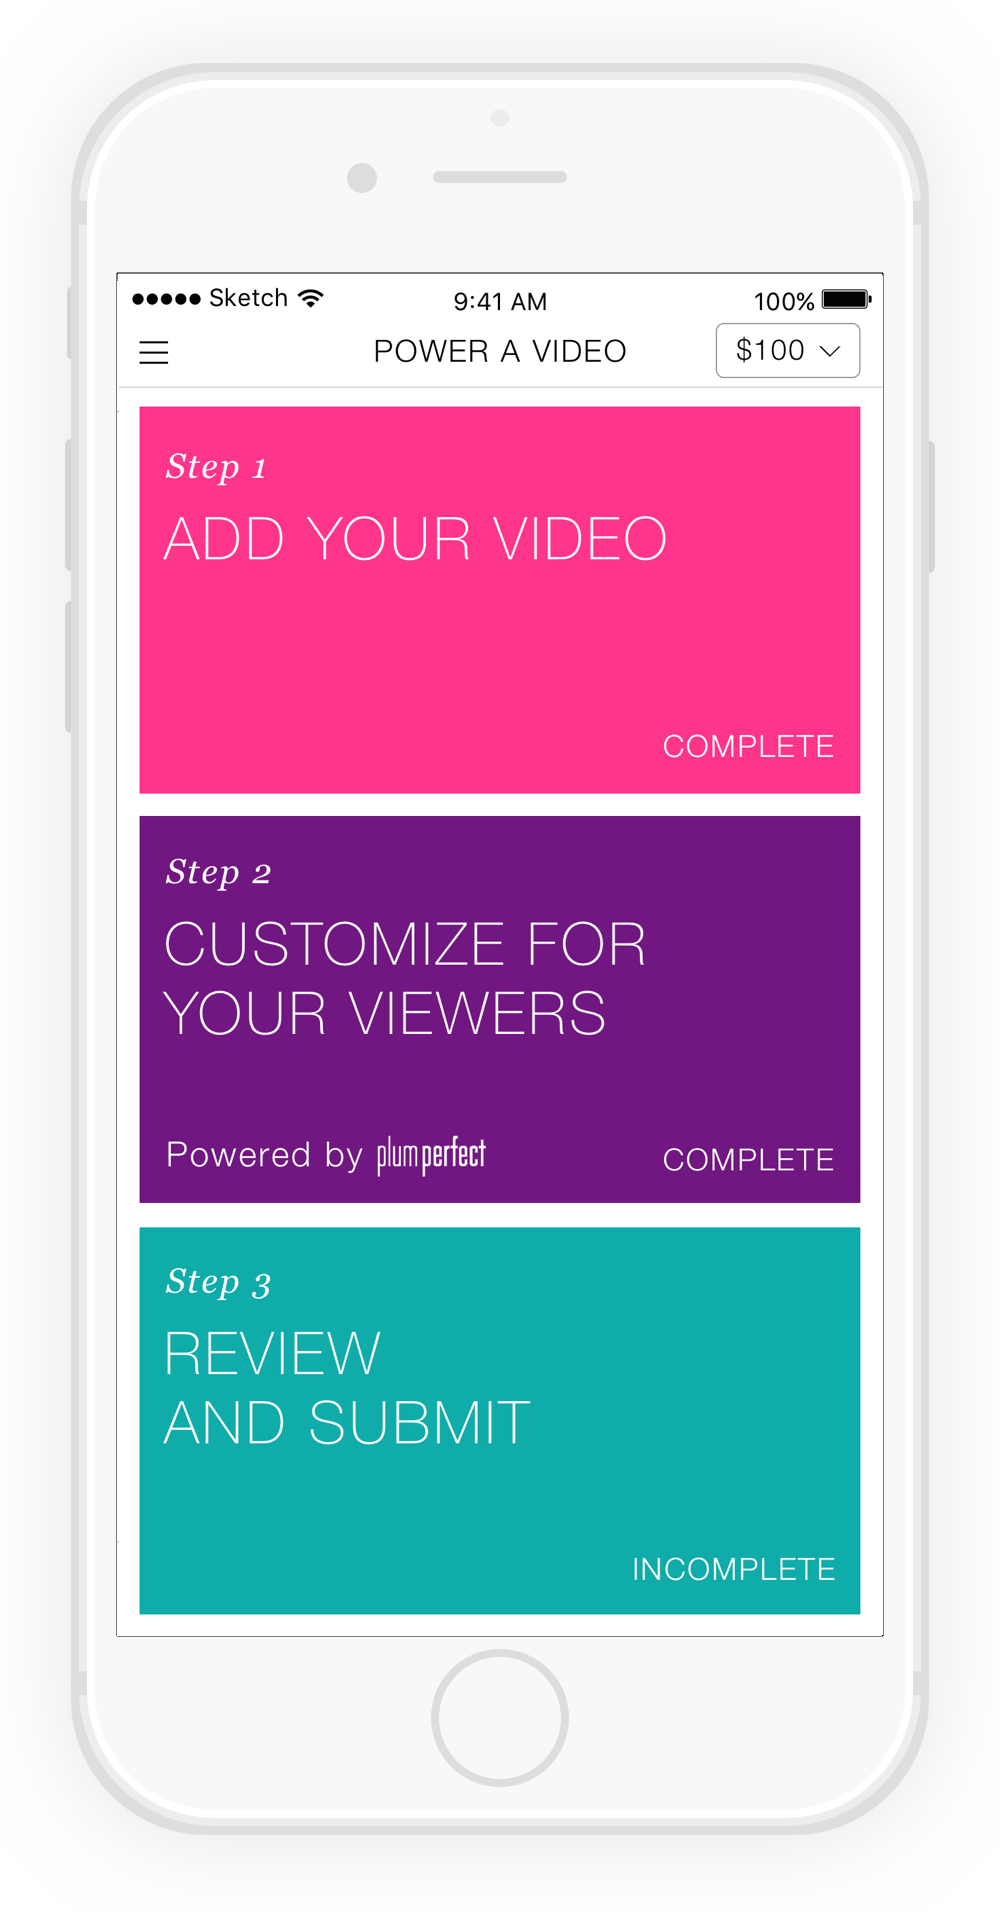 Sketch 9:41 AM 100%
POWER A VIDEO $100
Step 1
ADD YOUR VIDEO
COMPLETE
Step 2
CUSTOMIZE FOR
YOUR VIEWERS
Powered by plumperfect COMPLETE
Step 3
REVIEW
AND SUBMIT
INCOMPLETE